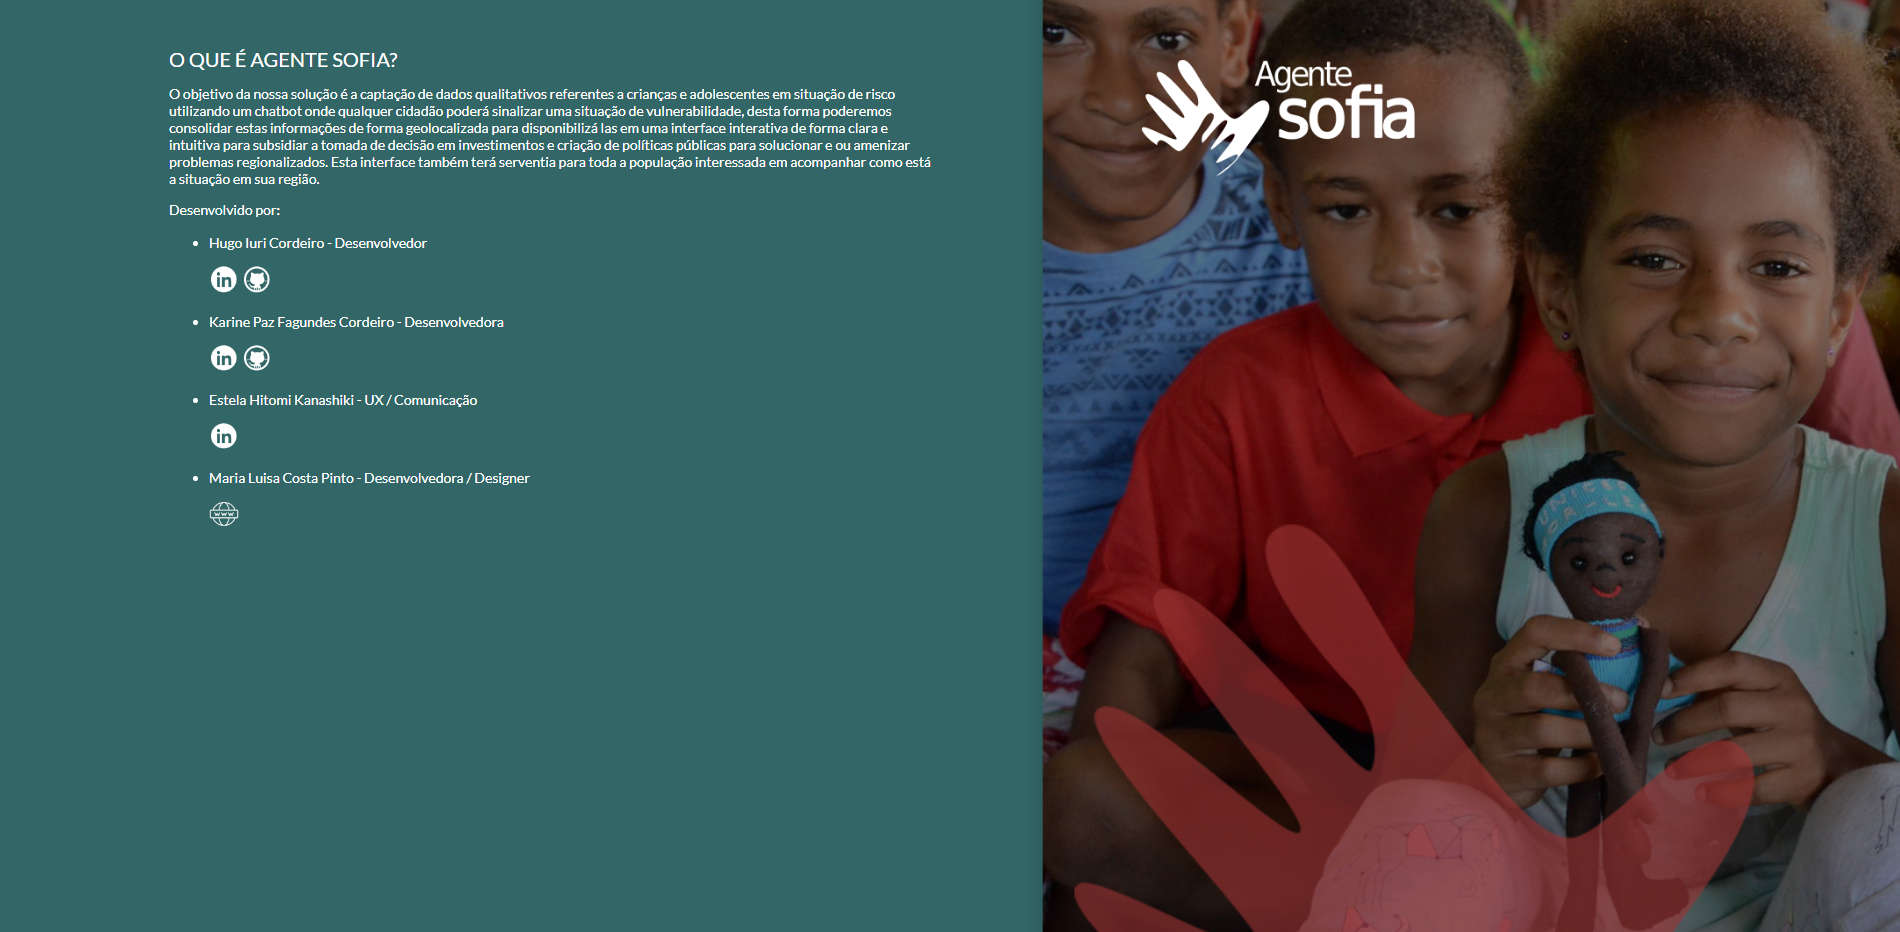 O QUE É AGENTE SOFIA?
O objetivo da nossa solução é a captação de dados qualitativos referentes a crianças e adolescentes em situação de risco
utilizando um chatbot onde qualquer cidadão poderá sinalizar uma situação de vulnerabilidade, desta forma poderemos
consolidar estas informações de forma geolocalizada para disponibilizá las em uma interface interativa de forma clara e
intuitiva para subsidiar a tomada de decisão em investimentos e criação de políticas públicas para solucionar e ou amenizar
problemas regionalizados. Esta interface também terá serventia para toda a população interessada em acompanhar como está
a situação em sua região.
Desenvolvido por:
Hugo Iuri Cordeiro - Desenvolvedor
in
Karine Paz Fagundes Cordeiro - Desenvolvedora
in
Estela Hitomi Kanashiki - UX / Comunicação
in
Maria Luisa Costa Pinto - Desenvolvedora / Designer
www
Agente
sofia